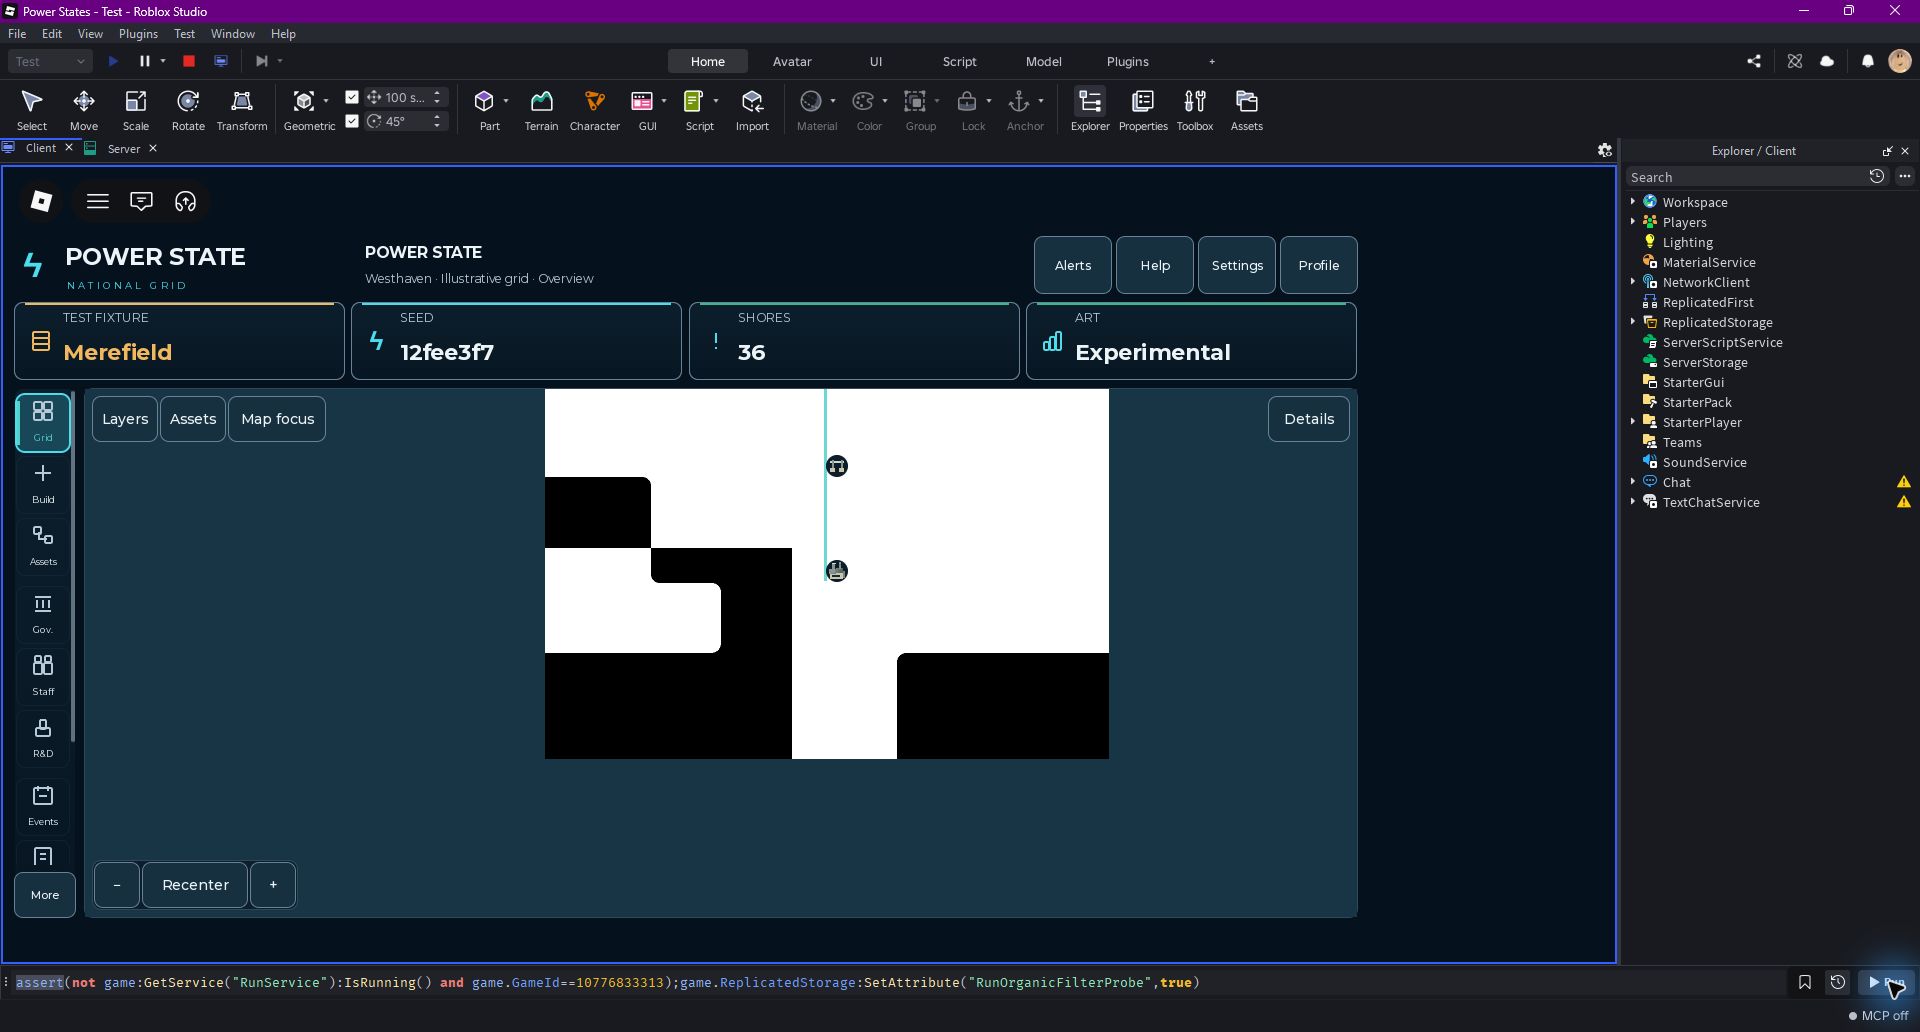 Power States - Test - Roblox Studio
File Edit View Plugins Test Window Help
Test
Home Avatar UI Script Model Plugins +
100 s...
45°
Select Move Scale Rotate Transform Geometric Part Terrain Character GUI Script Import Material Color Group Lock Anchor Explorer Properties Toolbox Assets
Client Server
Explorer / Client
Search
Workspace
Players
Lighting
MaterialService
NetworkClient
ReplicatedFirst
ReplicatedStorage
ServerScriptService
ServerStorage
StarterGui
StarterPack
StarterPlayer
Teams
SoundService
Chat
TextChatService
POWER STATE
NATIONAL GRID
POWER STATE
Westhaven · Illustrative grid · Overview
Alerts Help Settings Profile
TEST FIXTURE
Merefield
SEED
12fee3f7
SHORES
36
ART
Experimental
Grid
Build
Assets
Gov.
Staff
R&D
Events
More
Layers Assets Map focus
Details
− Recenter +
assert(not game:GetService("RunService"):IsRunning() and game.GameId==10776833313);game.ReplicatedStorage:SetAttribute("RunOrganicFilterProbe",true)
MCP off